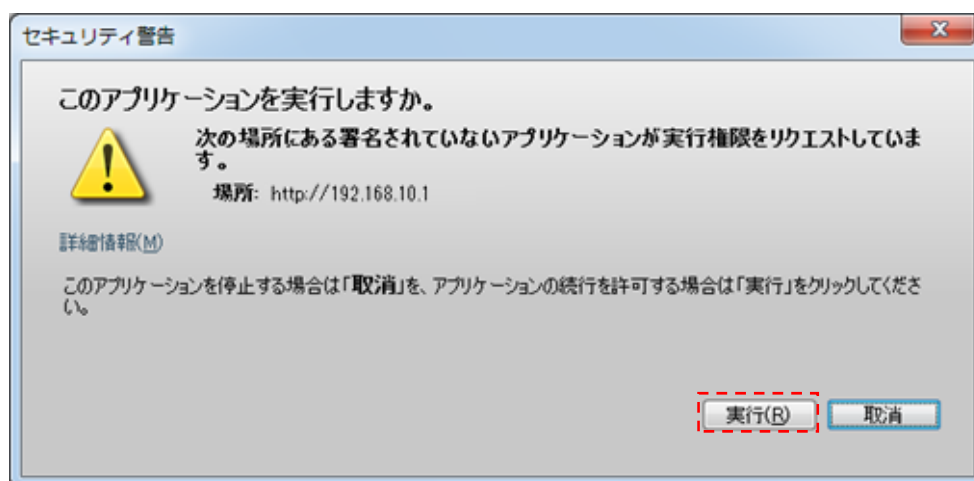 セキュリティ警告
このアプリケーションを実行しますか。
次の場所にある署名されていないアプリケーションが実行権限をリクエストしていま
す。
場所: http://192.168.10.1
詳細情報(M)
このアプリケーションを停止する場合は「取消」を、アプリケーションの続行を許可する場合は「実行」をクリックしてくださ
い。
実行(R) 取消